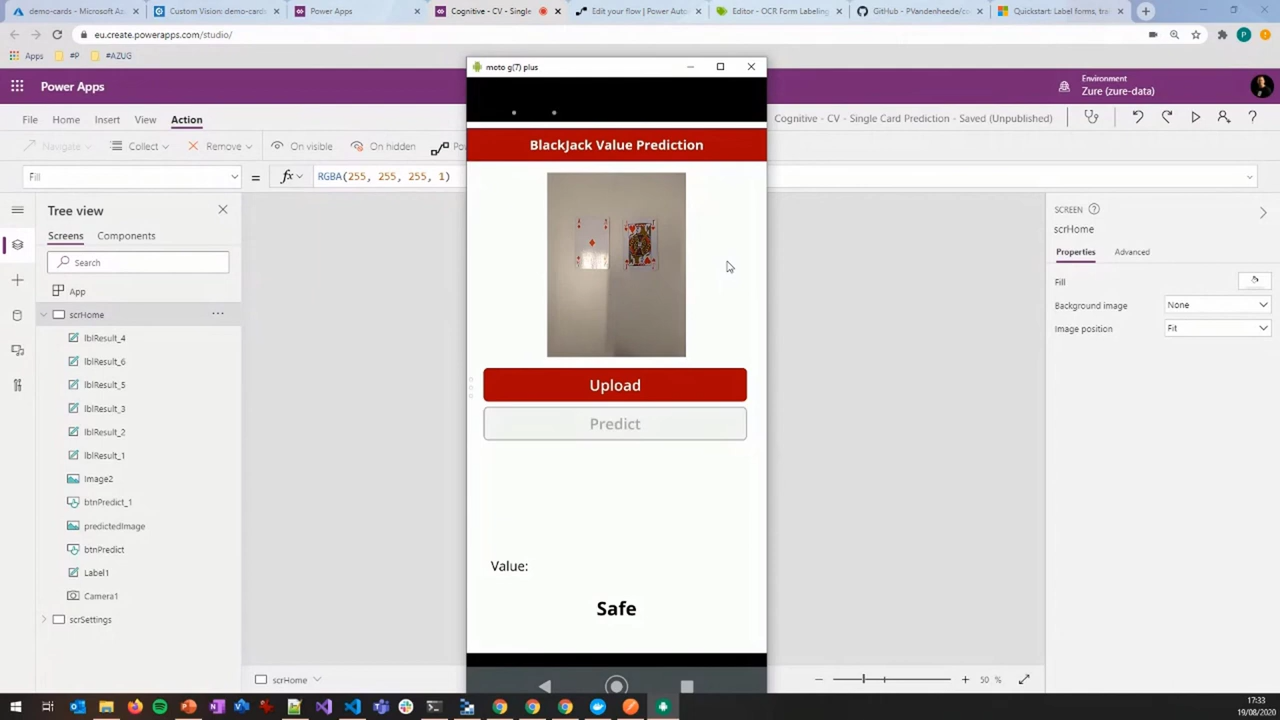 Azure: demo-cards
Custom Vision: demo-cards
Power Apps
Cognitive - CV - Single
Edit your flow | Power Auto
Editor - OCR Form Labeling
GitHub - PVandenheede/co
Quickstart: Label forms, trai
eu.create.powerapps.com/studio/
P
Apps
#P
#AZUG
moto g(7) plus
Power Apps
Environment
Zure (zure-data)
File
Home
Insert
View
Action
Cognitive - CV - Single Card Prediction - Saved (Unpublished)
Navigate
Collect
Remove
On visible
On hidden
Po
Fill
= fx RGBA(255, 255, 255, 1)
Tree view
Screens
Components
Search
App
scrHome
lblResult_4
lblResult_6
lblResult_5
lblResult_3
lblResult_2
lblResult_1
Image2
btnPredict_1
predictedImage
btnPredict
Label1
Camera1
scrSettings
BlackJack Value Prediction
Upload
Predict
Value:
Safe
SCREEN
scrHome
Properties
Advanced
Fill
Background image
None
Image position
Fit
scrHome
50 %
17:33
19/08/2020